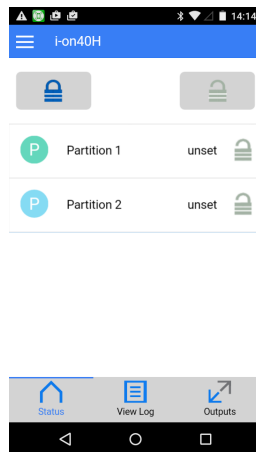 14:14
i-on40H
P Partition 1 unset
P Partition 2 unset
Status View Log Outputs